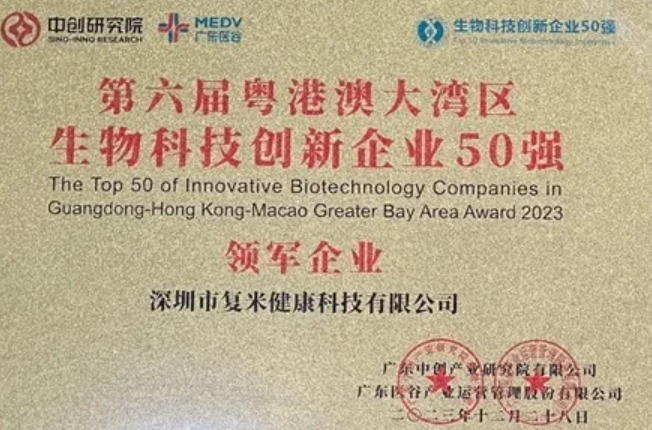 中创研究院
SINO-INNO RESEARCH
MEDV
广东医谷
生物科技创新企业50强
第六届粤港澳大湾区
生物科技创新企业50强
The Top 50 of Innovative Biotechnology Companies in
Guangdong-Hong Kong-Macao Greater Bay Area Award 2023
领军企业
深圳市复米健康科技有限公司
广东中创产业研究院有限公司
广东医谷产业运营管理股份有限公司
二〇二三年十二月二十八日